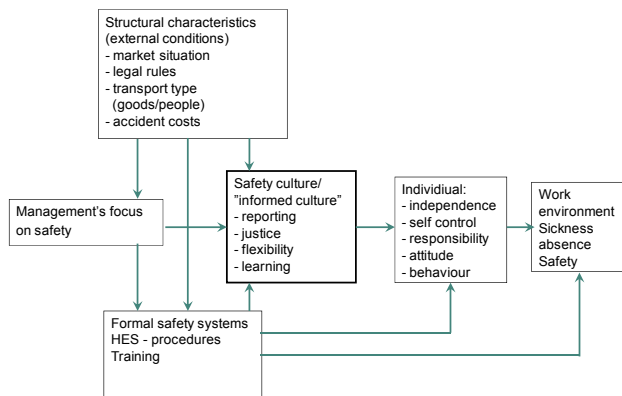 Structural characteristics
(external conditions)
- market situation
- legal rules
- transport type
(goods/people)
- accident costs
Management's focus
on safety
Safety culture/
"informed culture"
- reporting
- justice
- flexibility
- learning
Individiual:
- independence
- self control
- responsibility
- attitude
- behaviour
Work
environment
Sickness
absence
Safety
Formal safety systems
HES - procedures
Training